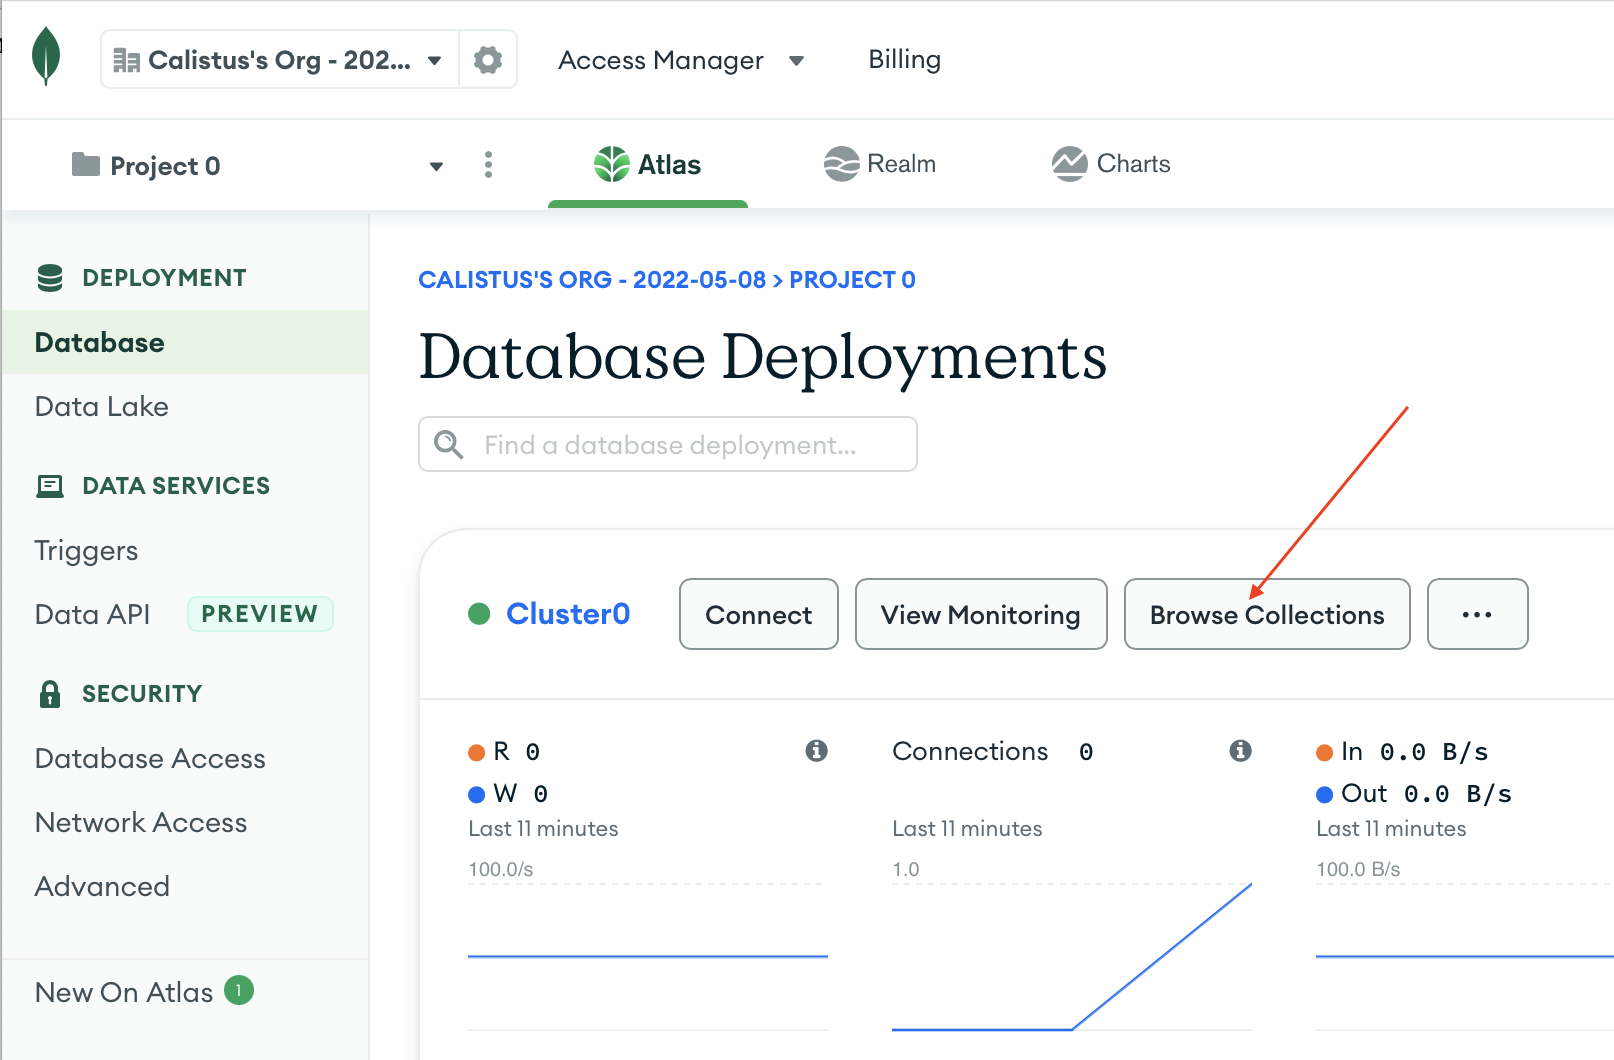 Calistus's Org - 202...
Access Manager
Billing
Project 0
Atlas
Realm
Charts
DEPLOYMENT
Database
Data Lake
DATA SERVICES
Triggers
Data API PREVIEW
SECURITY
Database Access
Network Access
Advanced
New On Atlas 1
CALISTUS'S ORG - 2022-05-08 > PROJECT 0
Database Deployments
Find a database deployment...
Cluster0
Connect
View Monitoring
Browse Collections
...
R 0
W 0
Last 11 minutes
100.0/s
Connections 0
Last 11 minutes
1.0
In 0.0 B/s
Out 0.0 B/s
Last 11 minutes
100.0 B/s